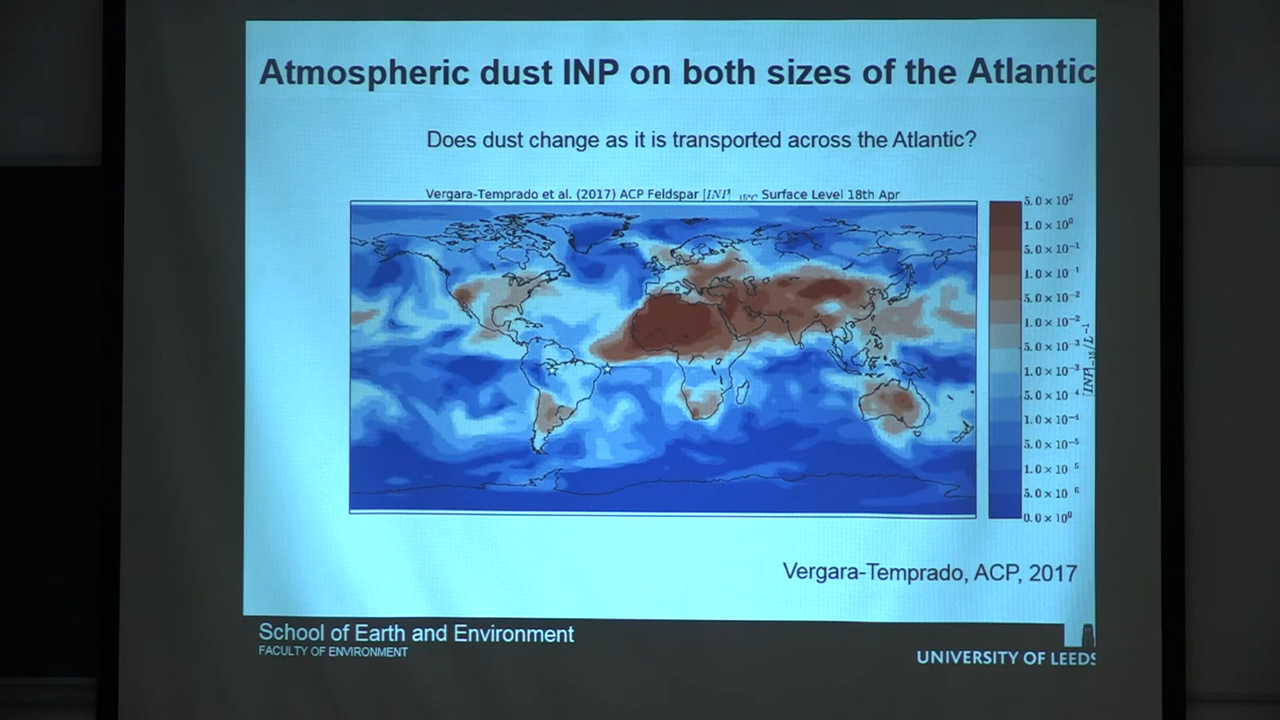 Atmospheric dust INP on both sizes of the Atlantic
Does dust change as it is transported across the Atlantic?
Vergara-Temprado et al. (2017) ACP Feldspar [INP]₋₁₅°C Surface Level 18th Apr
5.0 × 10²
1.0 × 10⁰
5.0 × 10⁻¹
1.0 × 10⁻¹
5.0 × 10⁻²
1.0 × 10⁻²
5.0 × 10⁻³
1.0 × 10⁻³
5.0 × 10⁻⁴
1.0 × 10⁻⁴
5.0 × 10⁻⁵
1.0 × 10⁻⁵
5.0 × 10⁻⁶
0.0 × 10⁰
[INP]₋₁₅/L⁻¹
Vergara-Temprado, ACP, 2017
School of Earth and Environment
FACULTY OF ENVIRONMENT
UNIVERSITY OF LEEDS